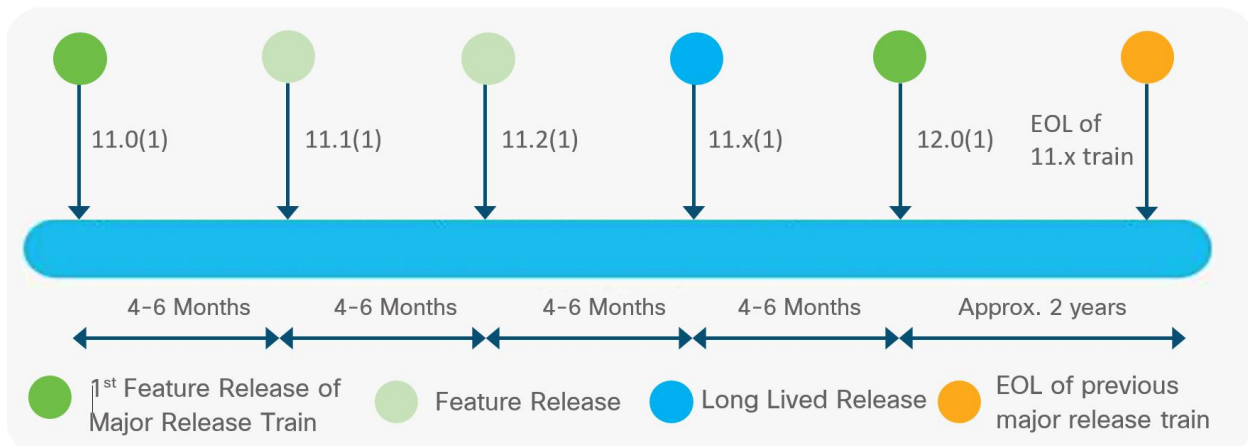 11.0(1)
11.1(1)
11.2(1)
11.x(1)
12.0(1)
EOL of
11.x train
4-6 Months
4-6 Months
4-6 Months
4-6 Months
Approx. 2 years
1st Feature Release of
Major Release Train
Feature Release
Long Lived Release
EOL of previous
major release train